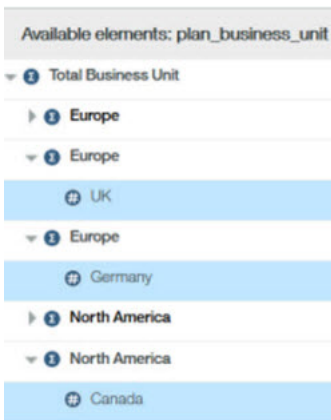 Available elements: plan_business_unit
Total Business Unit
Europe
Europe
UK
Europe
Germany
North America
North America
Canada